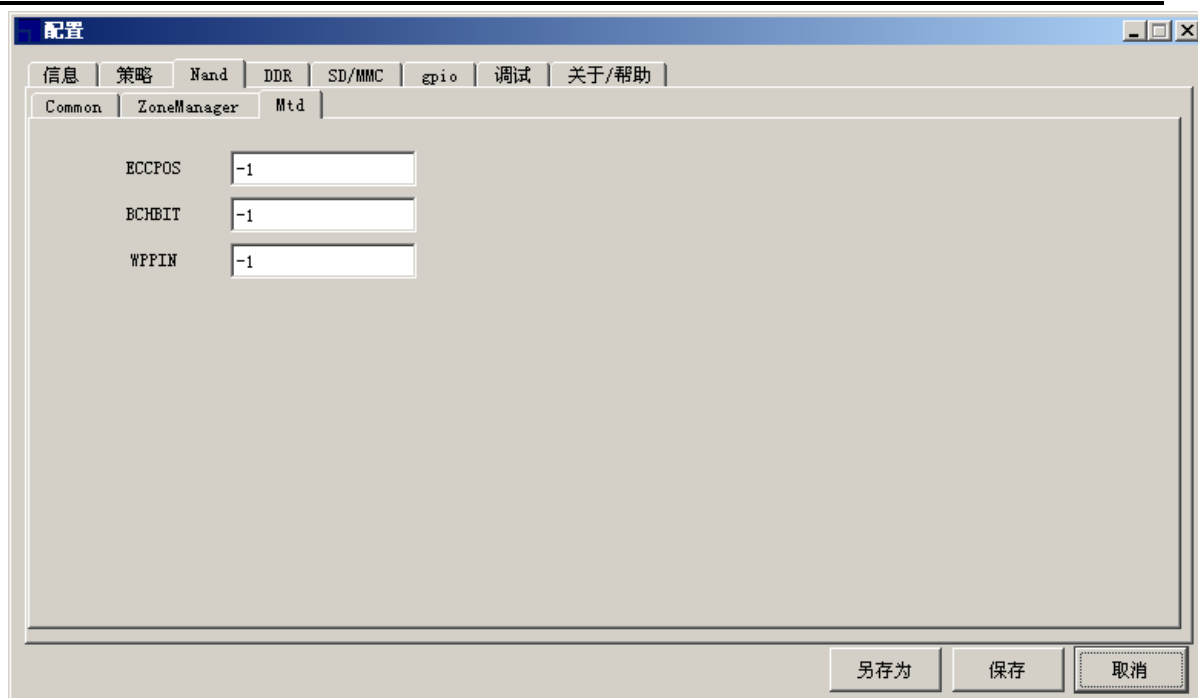 配置
信息 策略 Nand DDR SD/MMC gpio 调试 关于/帮助
Common ZoneManager Mtd
ECCPOS -1
BCHBIT -1
WPPIN -1
另存为 保存 取消